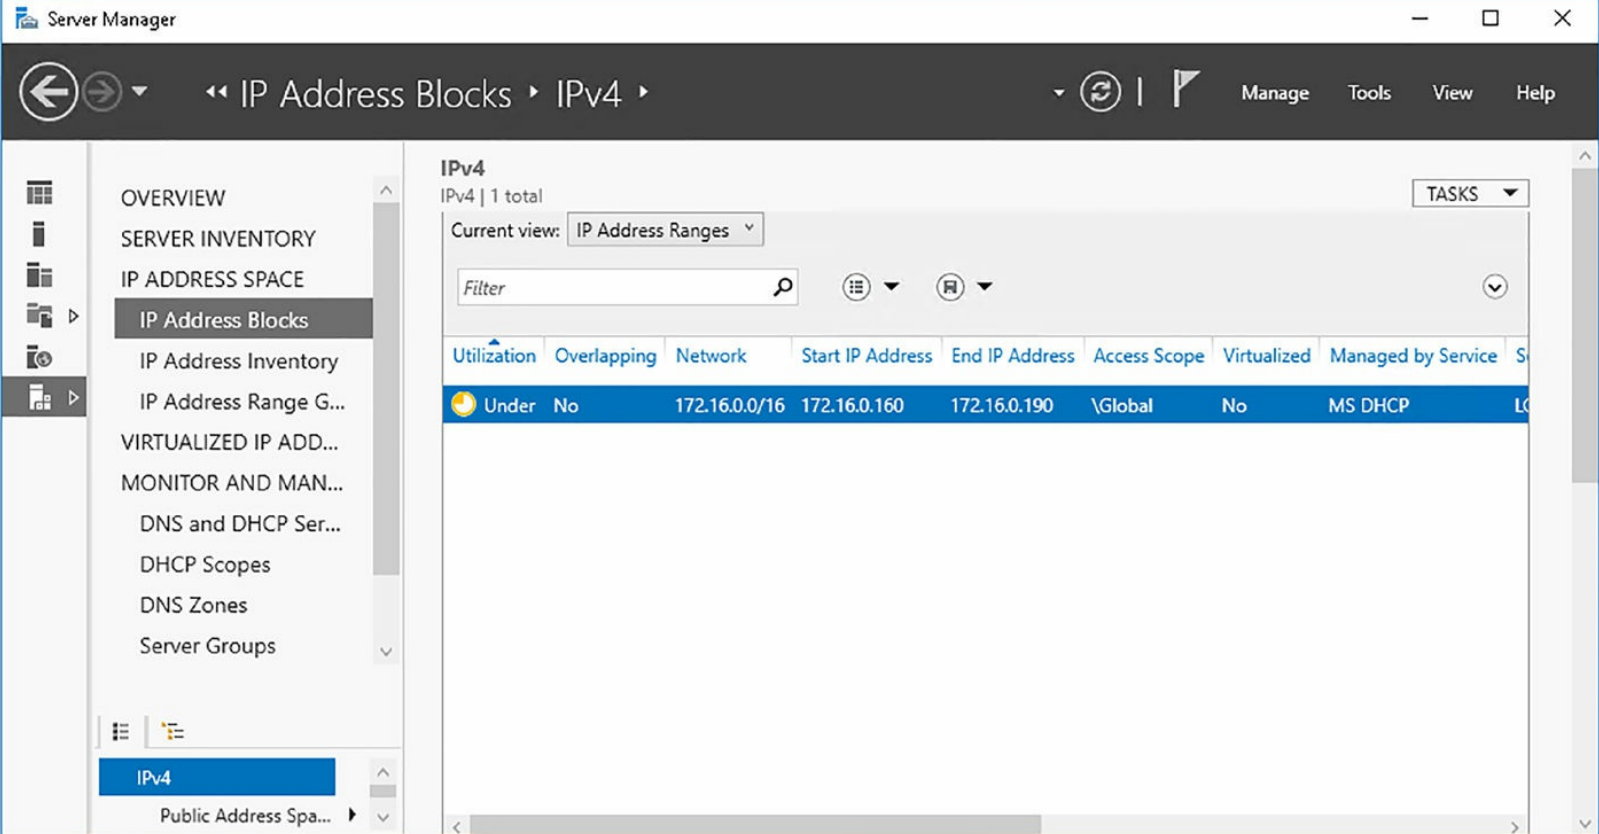 Server Manager
IP Address Blocks IPv4
Manage Tools View Help
OVERVIEW
SERVER INVENTORY
IP ADDRESS SPACE
IP Address Blocks
IP Address Inventory
IP Address Range G...
VIRTUALIZED IP ADD...
MONITOR AND MAN...
DNS and DHCP Ser...
DHCP Scopes
DNS Zones
Server Groups
IPv4
Public Address Spa...
IPv4
IPv4 | 1 total
TASKS
Current view: IP Address Ranges
Filter
Utilization Overlapping Network Start IP Address End IP Address Access Scope Virtualized Managed by Service
Under No 172.16.0.0/16 172.16.0.160 172.16.0.190 \Global No MS DHCP